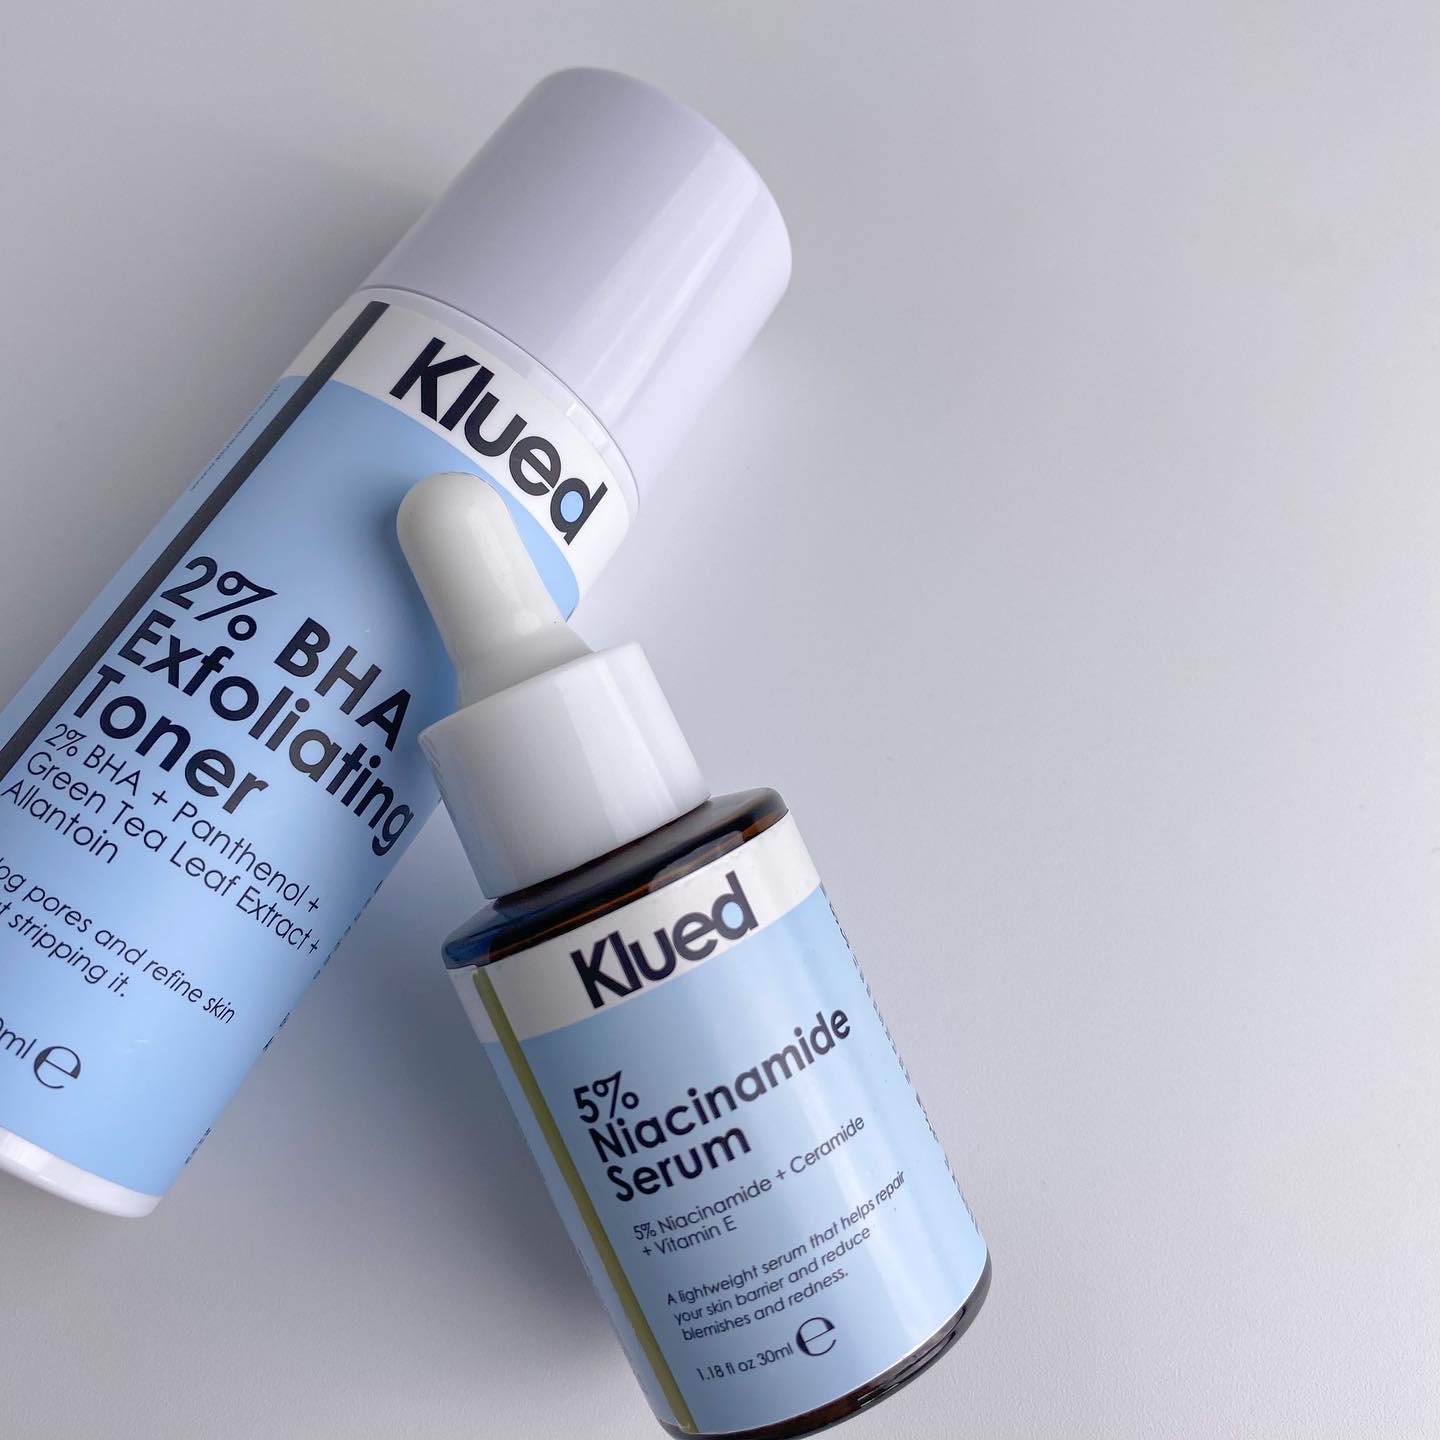 Klued
2% BHA
Exfoliating
Toner
2% BHA + Panthenol +
Green Tea Leaf Extract +
Allantoin
pores and refine skin
stripping it.
ml e
Klued
5%
Niacinamide
Serum
5% Niacinamide + Ceramide
+ Vitamin E
A lightweight serum that helps repair
your skin barrier and reduce
blemishes and redness.
1.18 fl oz 30ml e